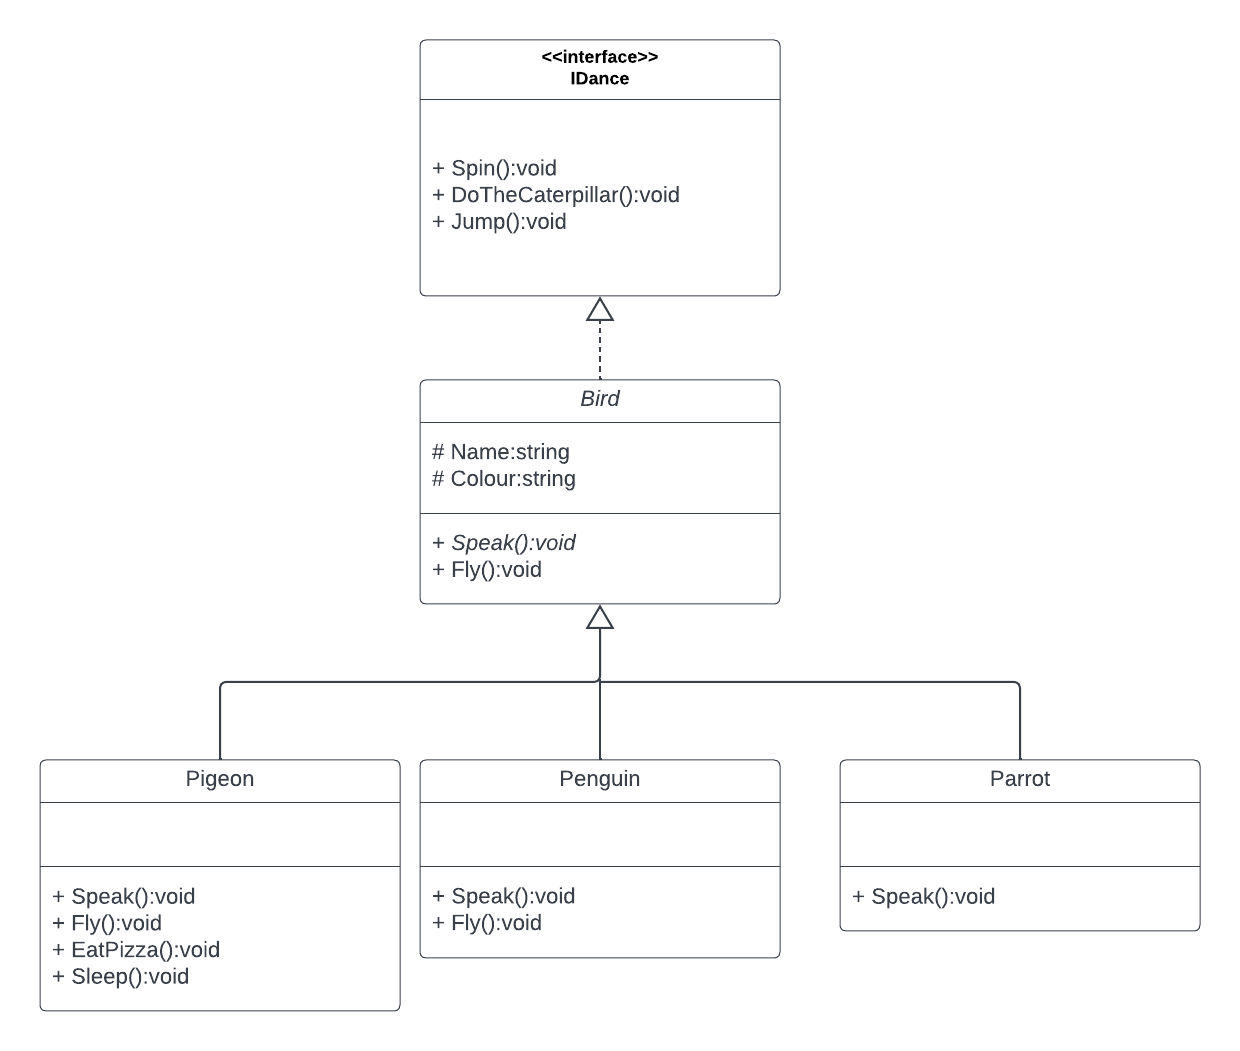 <<interface>>
IDance
+ Spin():void
+ DoTheCaterpillar():void
+ Jump():void
Bird
# Name:string
# Colour:string
+ Speak():void
+ Fly():void
Pigeon
+ Speak():void
+ Fly():void
+ EatPizza():void
+ Sleep():void
Penguin
+ Speak():void
+ Fly():void
Parrot
+ Speak():void